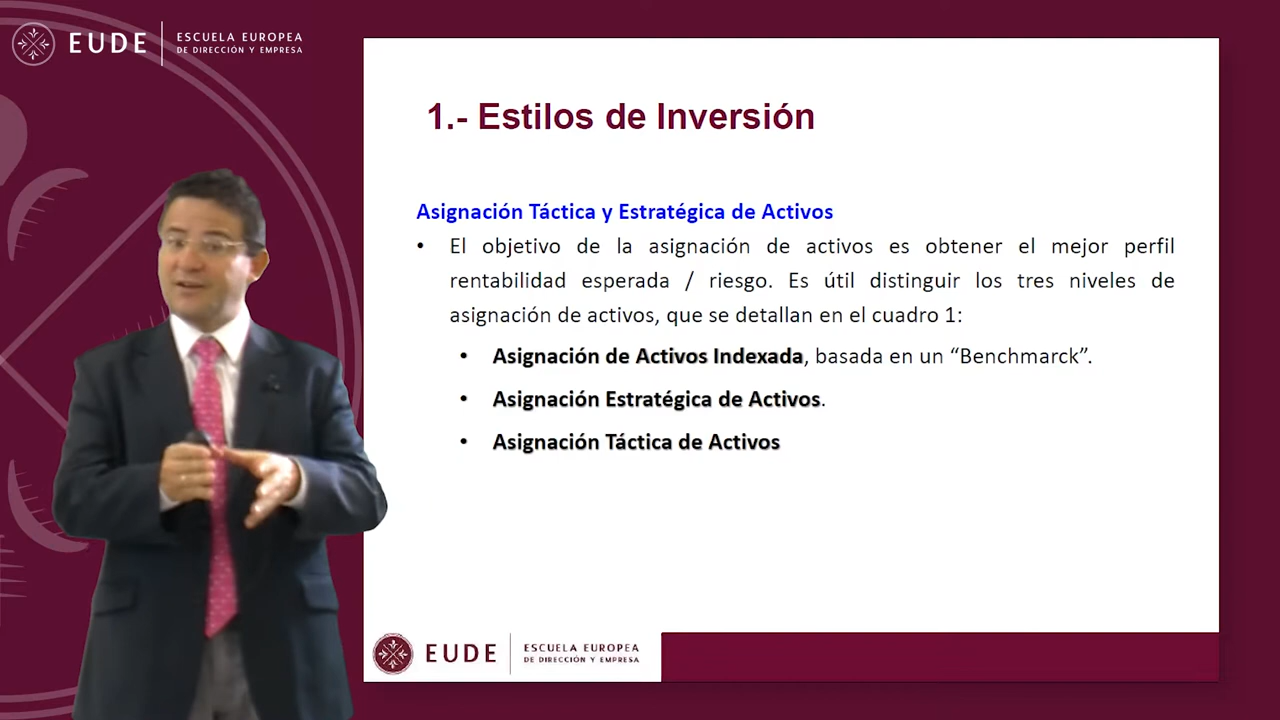 EUDE
ESCUELA EUROPEA
DE DIRECCIÓN Y EMPRESA
1.- Estilos de Inversión
Asignación Táctica y Estratégica de Activos
• El objetivo de la asignación de activos es obtener el mejor perfil
rentabilidad esperada / riesgo. Es útil distinguir los tres niveles de
asignación de activos, que se detallan en el cuadro 1:
• Asignación de Activos Indexada, basada en un “Benchmarck”.
• Asignación Estratégica de Activos.
• Asignación Táctica de Activos
EUDE
ESCUELA EUROPEA
DE DIRECCIÓN Y EMPRESA